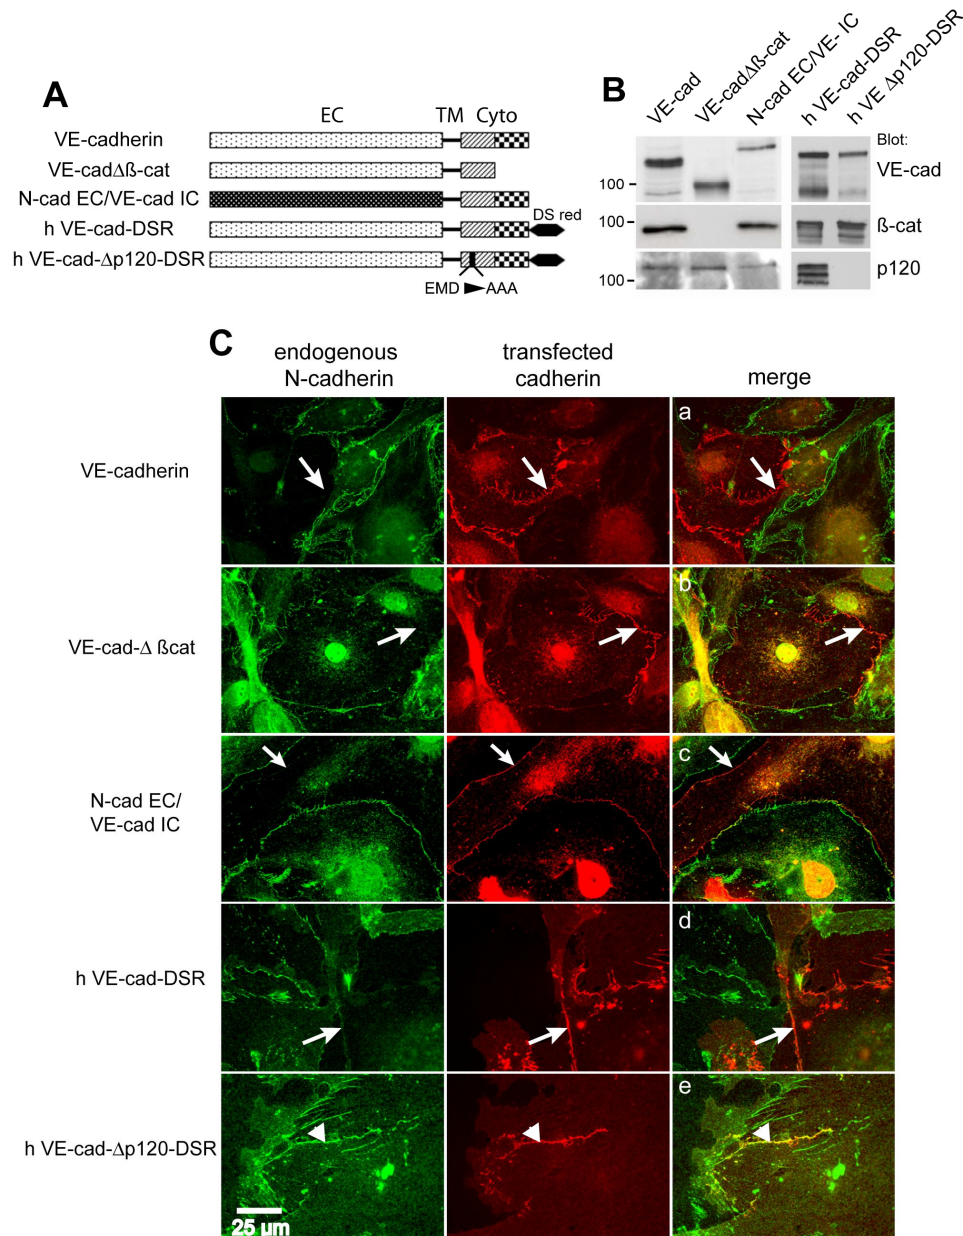 A
EC TM Cyto
VE-cadherin
VE-cadΔß-cat
N-cad EC/VE-cad IC
h VE-cad-DSR
DS red
h VE-cad-Δp120-DSR
EMD AAA
B
VE-cad
VE-cadΔß-cat
N-cad EC/VE- IC
h VE-cad-DSR
h VE Δp120-DSR
Blot:
VE-cad
100
100
ß-cat
100
p120
C
endogenous
N-cadherin
transfected
cadherin
merge
VE-cadherin
a
VE-cad-Δ ßcat
b
N-cad EC/
VE-cad IC
c
h VE-cad-DSR
d
h VE-cad-Δp120-DSR
e
25 µm